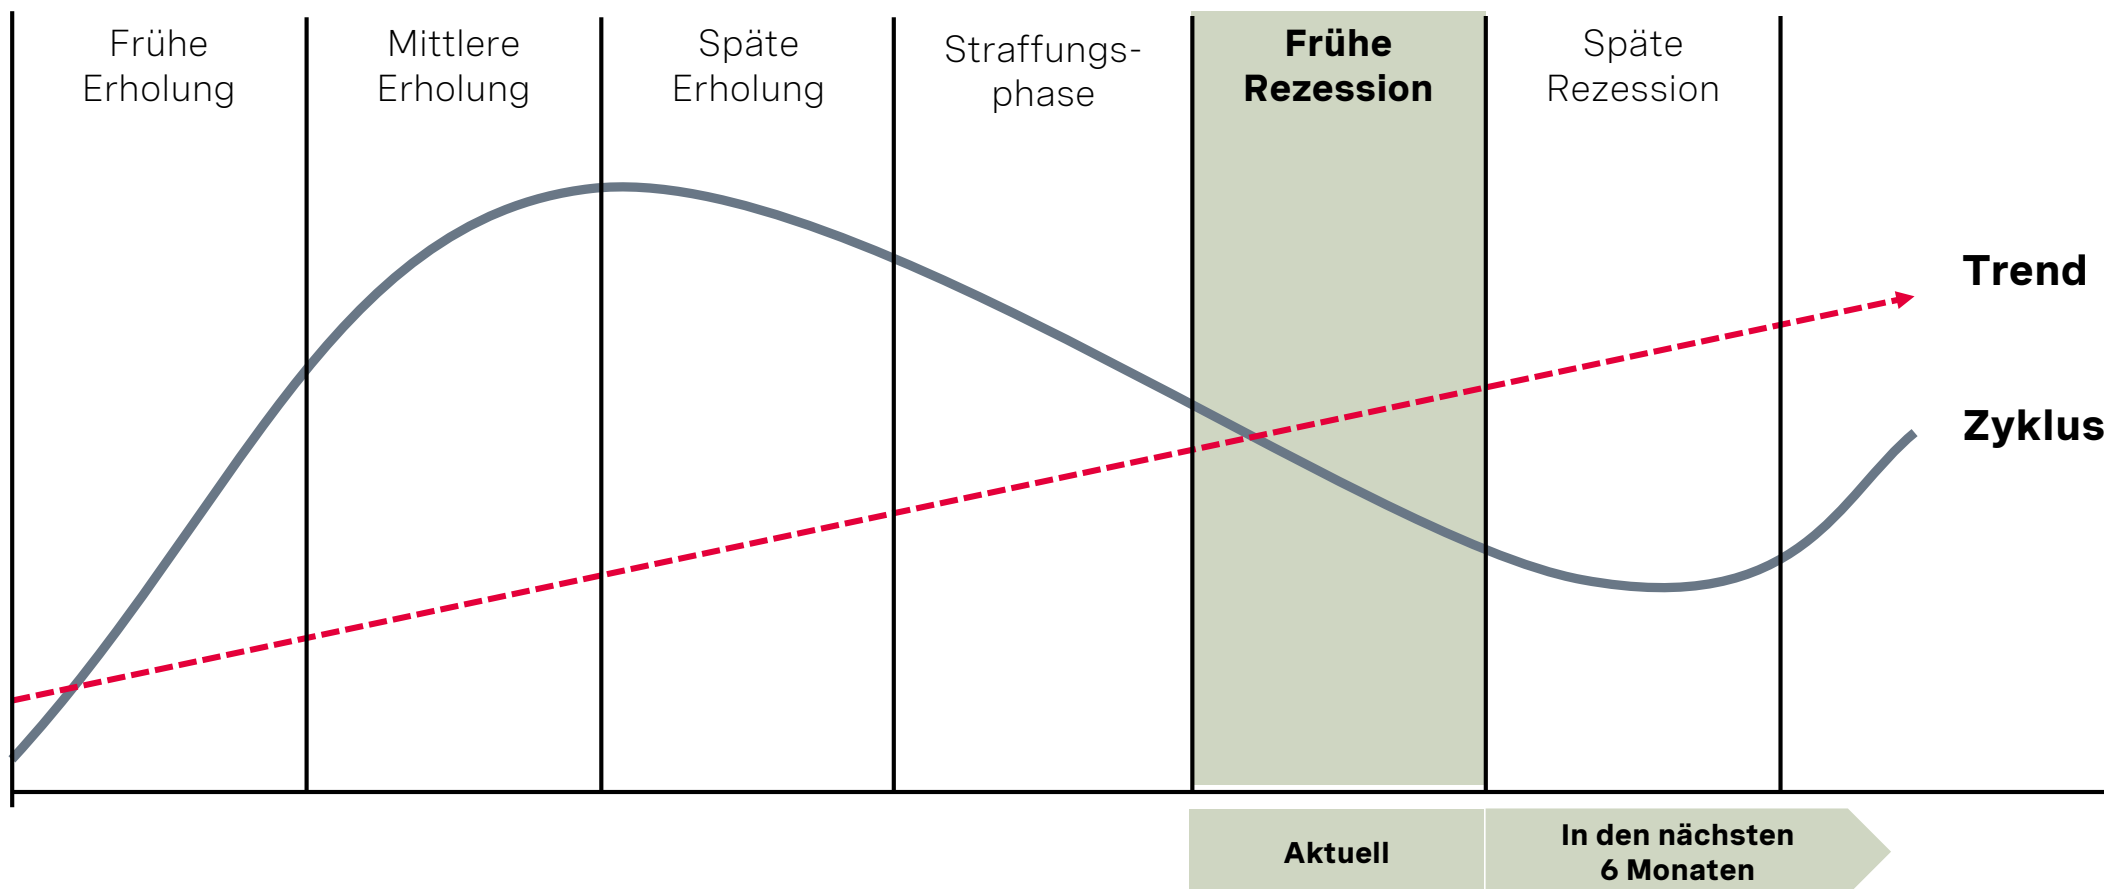 Frühe
Erholung
Mittlere
Erholung
Späte
Erholung
Straffungs-
phase
Frühe
Rezession
Späte
Rezession
Trend
Zyklus
Aktuell
In den nächsten
6 Monaten